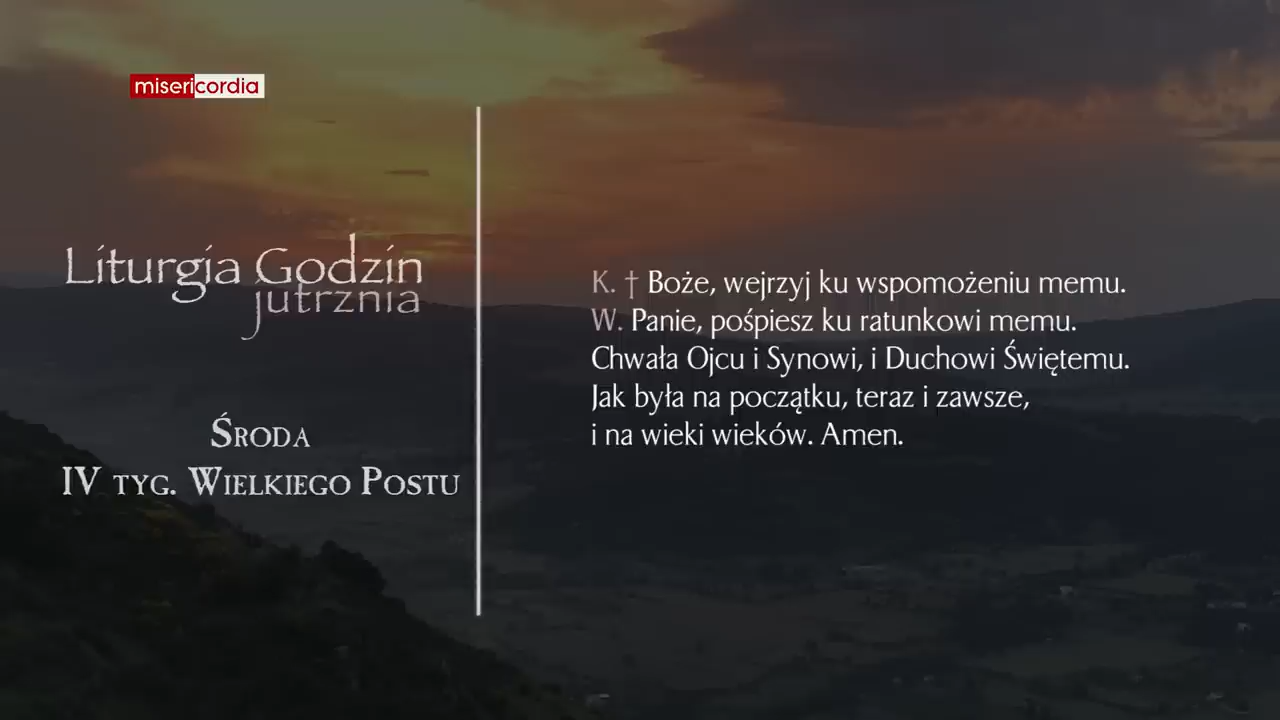 misericordia
Liturgia Godzin
jutrznia
Środa
IV tyg. Wielkiego Postu
K. † Boże, wejrzyj ku wspomożeniu memu.
W. Panie, pośpiesz ku ratunkowi memu.
Chwała Ojcu i Synowi, i Duchowi Świętemu.
Jak była na początku, teraz i zawsze,
i na wieki wieków. Amen.